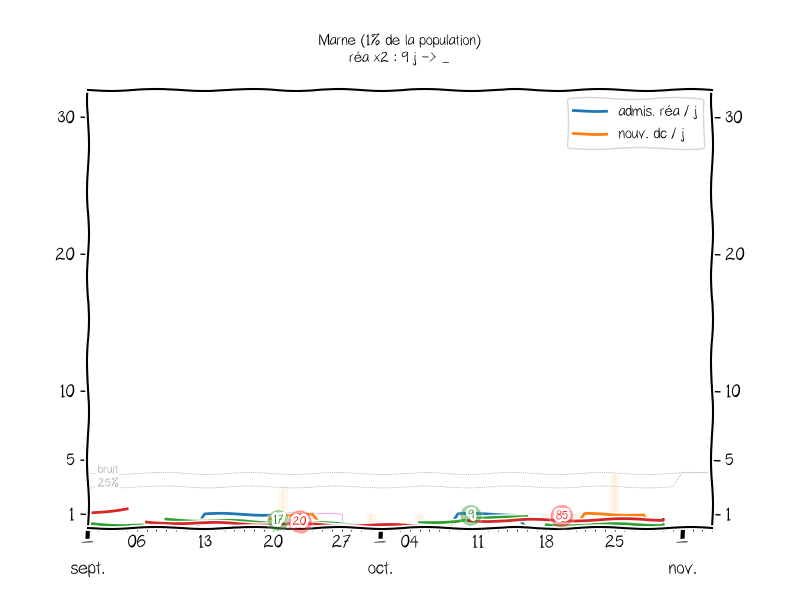 Marne (1% de la population)
réa x2 : 9 j -> _
admis. réa / j
nouv. dc / j
30
30
20
20
10
10
5
5
bruit
25%
1
1
17
20
9
85
06
13
20
27
04
11
18
25
sept.
oct.
nov.